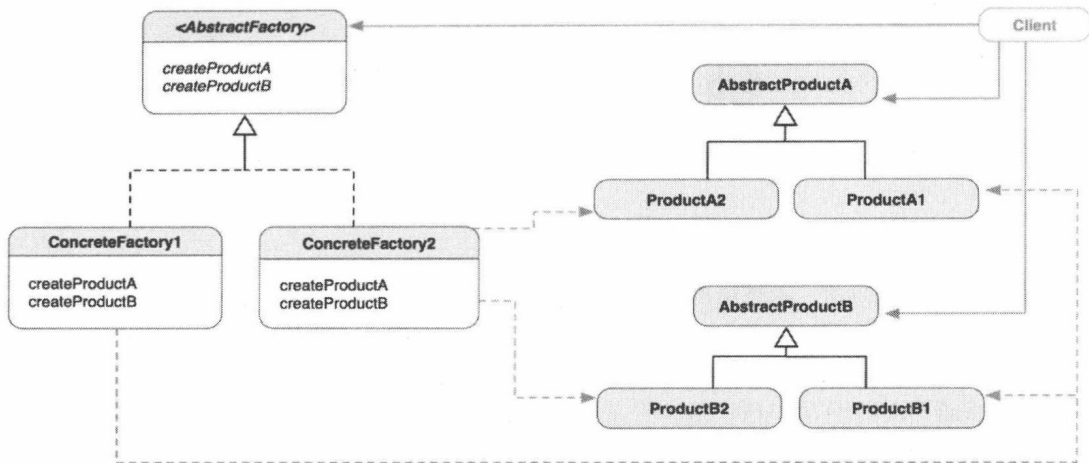 <AbstractFactory>
createProductA
createProductB
Client
AbstractProductA
ProductA2
ProductA1
ConcreteFactory1
createProductA
createProductB
ConcreteFactory2
createProductA
createProductB
AbstractProductB
ProductB2
ProductB1